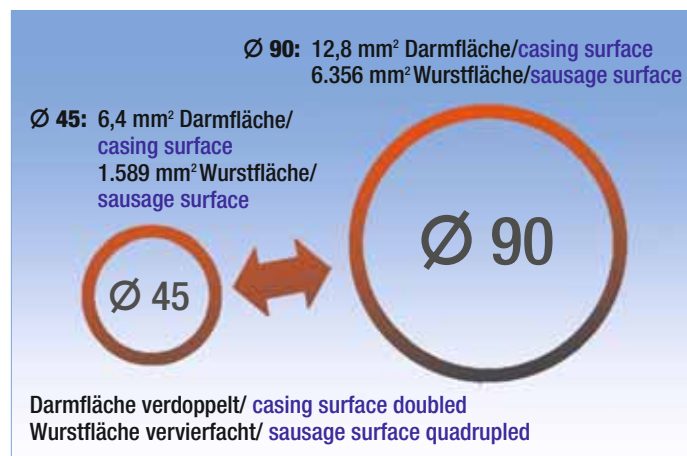 Ø 90: 12,8 mm² Darmfläche/casing surface
6.356 mm² Wurstfläche/sausage surface
Ø 45: 6,4 mm² Darmfläche/
casing surface
1.589 mm² Wurstfläche/
sausage surface
Ø 90
Ø 45
Darmfläche verdoppelt/ casing surface doubled
Wurstfläche vervierfacht/ sausage surface quadrupled